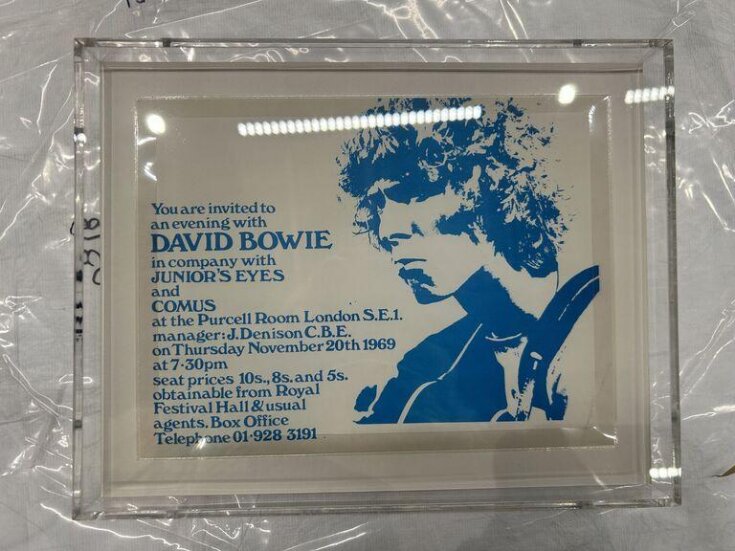 You are invited to
an evening with
DAVID BOWIE
in company with
JUNIOR'S EYES
and
COMUS
at the Purcell Room London S.E.1.
manager: J. Denison C.B.E.
on Thursday November 20th 1969
at 7·30pm
seat prices 10s., 8s. and 5s.
obtainable from Royal
Festival Hall & usual
agents. Box Office
Telephone 01·928 3191